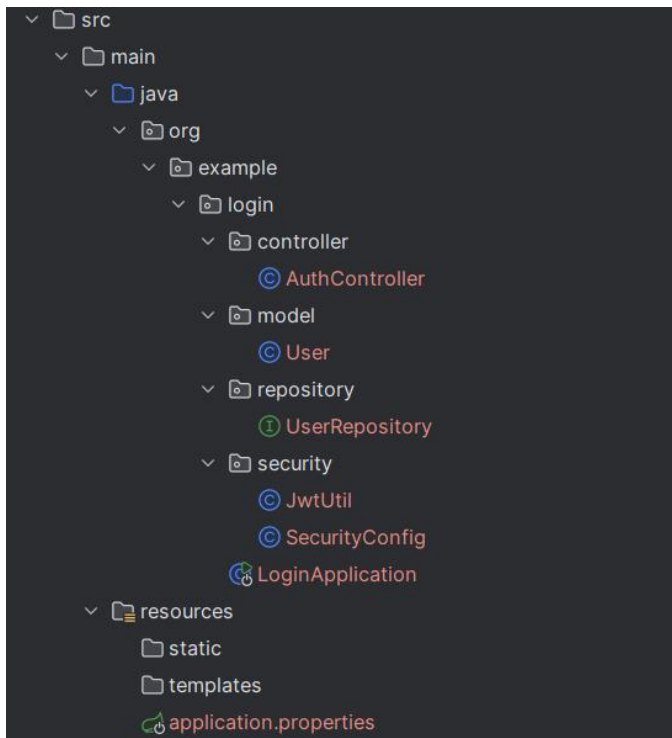 src
main
java
org
example
login
controller
AuthController
model
User
repository
UserRepository
security
JwtUtil
SecurityConfig
LoginApplication
resources
static
templates
application.properties